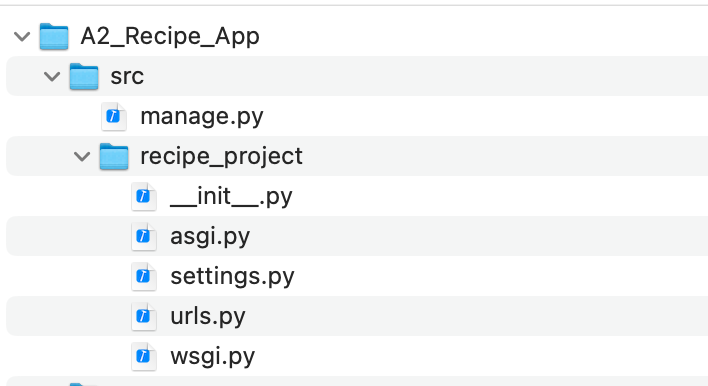 A2_Recipe_App
src
manage.py
recipe_project
__init__.py
asgi.py
settings.py
urls.py
wsgi.py